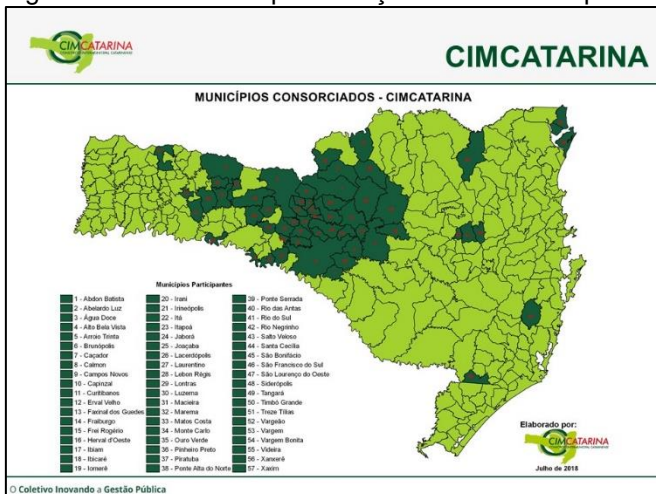 CIMCATARINA
CIMCATARINA
MUNICÍPIOS CONSORCIADOS - CIMCATARINA
Municípios Participantes
1 - Abdon Batista
2 - Abelardo Luz
3 - Água Doce
4 - Alto Bela Vista
5 - Arroio Trinta
6 - Brunópolis
7 - Caçador
8 - Calmon
9 - Campos Novos
10 - Capinzal
11 - Curitibanos
12 - Erval Velho
13 - Faxinal dos Guedes
14 - Fraiburgo
15 - Frei Rogério
16 - Herval d'Oeste
17 - Ibiam
18 - Ibicaré
19 - Iomerê
20 - Irani
21 - Irineópolis
22 - Itá
23 - Itapoá
24 - Jaborá
25 - Joaçaba
26 - Lacerdópolis
27 - Laurentino
28 - Lebon Régis
29 - Lontras
30 - Luzerna
31 - Macieira
32 - Marema
33 - Matos Costa
34 - Monte Carlo
35 - Ouro Verde
36 - Pinheiro Preto
37 - Piratuba
38 - Ponte Alta do Norte
39 - Ponte Serrada
40 - Rio das Antas
41 - Rio do Sul
42 - Rio Negrinho
43 - Salto Veloso
44 - Santa Cecília
45 - São Bonifácio
46 - São Francisco do Sul
47 - São Lourenço do Oeste
48 - Siderópolis
49 - Tangará
50 - Timbó Grande
51 - Treze Tílias
52 - Vargeão
53 - Vargem
54 - Vargem Bonita
55 - Videira
56 - Xanxerê
57 - Xaxim
Elaborado por:
CIMCATARINA
Julho de 2018
O Coletivo Inovando a Gestão Pública